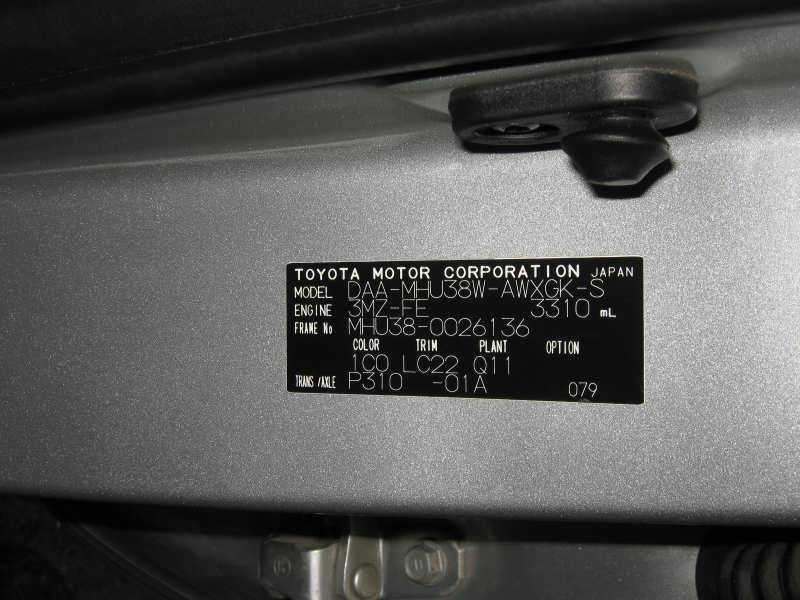 TOYOTA MOTOR CORPORATION JAPAN
MODEL DAA-MHU38W-AWXGK-S
ENGINE 3MZ-FE 3310 mL
FRAME No MHU38-0026136
COLOR TRIM PLANT OPTION
1C0 LC22 Q11
TRANS/AXLE P310 -01A 079